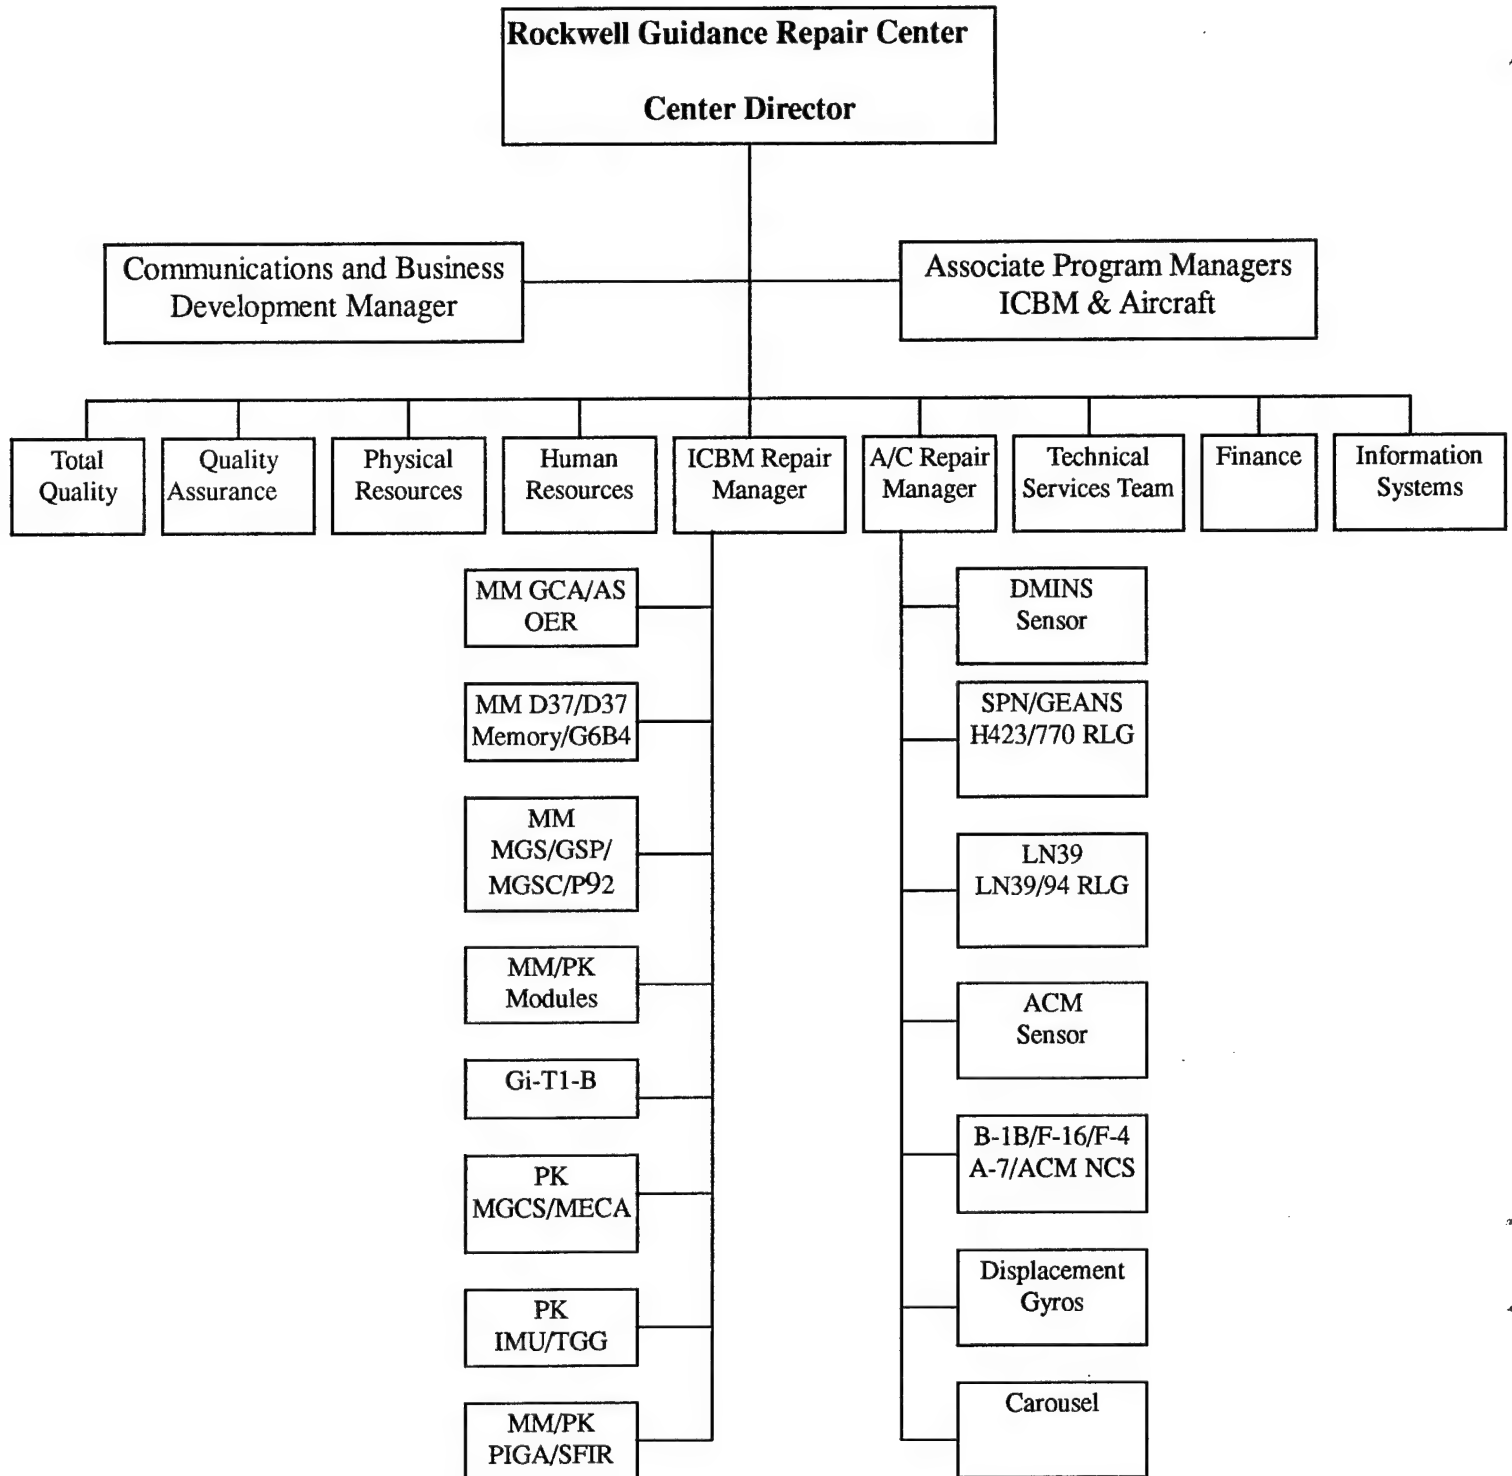 Rockwell Guidance Repair Center
Center Director
Communications and Business
Development Manager
Associate Program Managers
ICBM & Aircraft
Total
Quality
Quality
Assurance
Physical
Resources
Human
Resources
ICBM Repair
Manager
A/C Repair
Manager
Technical
Services Team
Finance
Information
Systems
MM GCA/AS
OER
MM D37/D37
Memory/G6B4
MM
MGS/GSP/
MGSC/P92
MM/PK
Modules
Gi-T1-B
PK
MGCS/MECA
PK
IMU/TGG
MM/PK
PIGA/SFIR
DMINS
Sensor
SPN/GEANS
H423/770 RLG
LN39
LN39/94 RLG
ACM
Sensor
B-1B/F-16/F-4
A-7/ACM NCS
Displacement
Gyros
Carousel